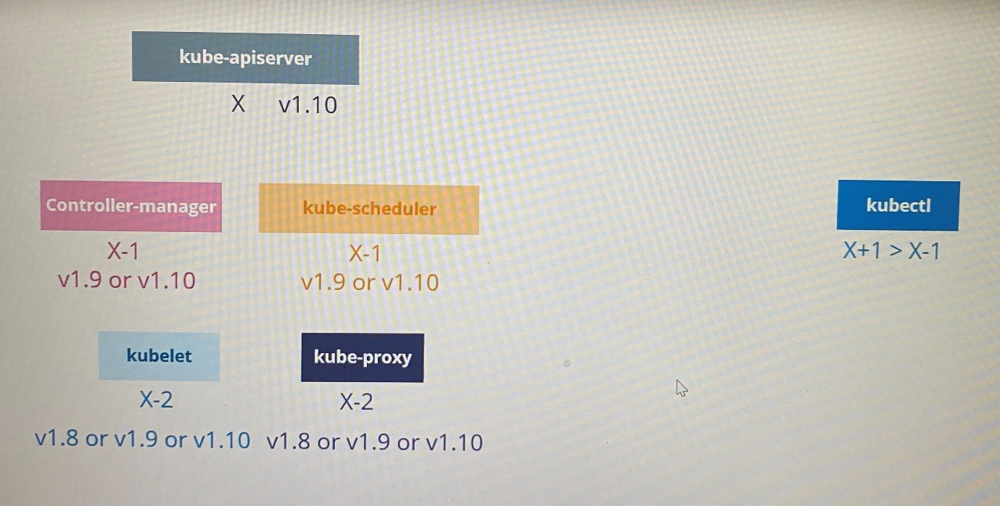 kube-apiserver
X v1.10
Controller-manager
kube-scheduler
kubectl
X-1
X-1
X+1 > X-1
v1.9 or v1.10
v1.9 or v1.10
kubelet
kube-proxy
X-2
X-2
v1.8 or v1.9 or v1.10
v1.8 or v1.9 or v1.10